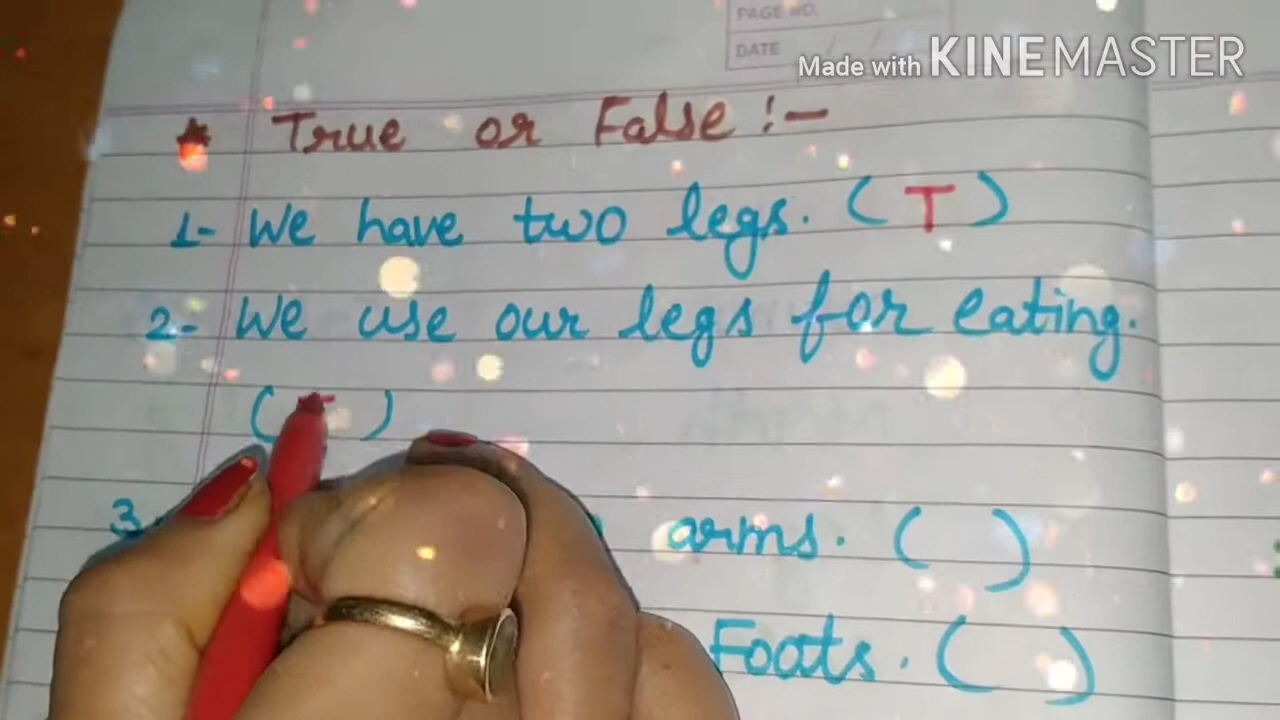 PAGE NO.
DATE / /
Made with KINEMASTER
* True or False :-
1- We have two legs. ( T )
2- We use our legs for eating.
( )
3- arms. ( )
Foots. ( )